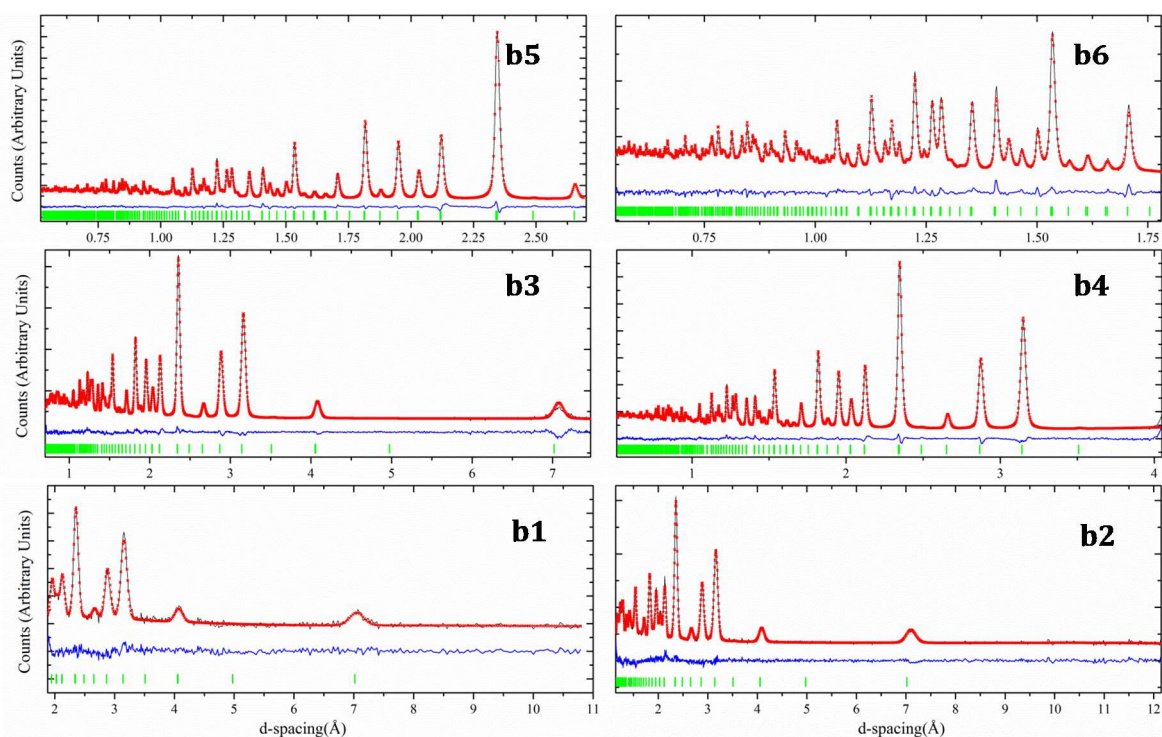 Counts (Arbitrary Units)
b5
0.75 1.00 1.25 1.50 1.75 2.00 2.25 2.50
b6
0.75 1.00 1.25 1.50 1.75
Counts (Arbitrary Units)
b3
1 2 3 4 5 6 7
b4
1 2 3 4
Counts (Arbitrary Units)
b1
2 3 4 5 6 7 8 9 10 11
d-spacing(Å)
b2
2 3 4 5 6 7 8 9 10 11 12
d-spacing(Å)